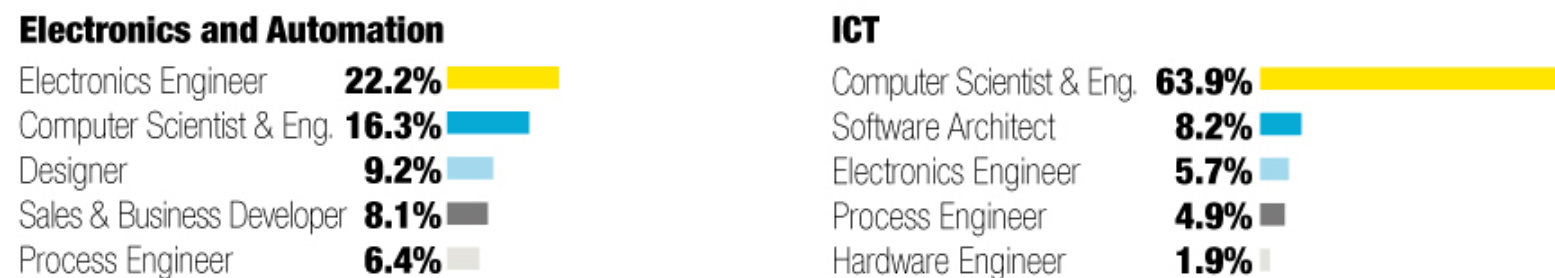 Electronics and Automation
Electronics Engineer 22.2%
Computer Scientist & Eng. 16.3%
Designer 9.2%
Sales & Business Developer 8.1%
Process Engineer 6.4%
ICT
Computer Scientist & Eng. 63.9%
Software Architect 8.2%
Electronics Engineer 5.7%
Process Engineer 4.9%
Hardware Engineer 1.9%